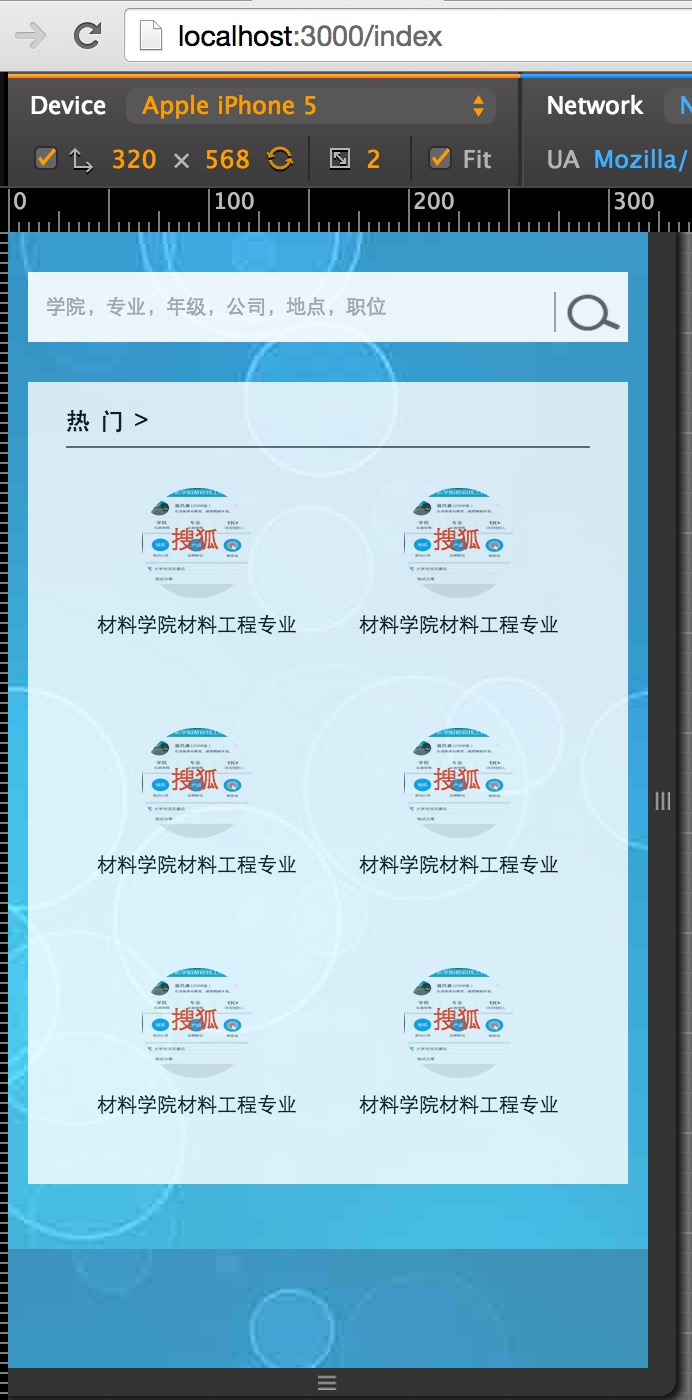 localhost:3000/index
Device Apple iPhone 5 Network
320 × 568 2 Fit UA Mozilla/
0 100 200 300
学院，专业，年级，公司，地点，职位
热 门 >
搜狐 搜狐
材料学院材料工程专业 材料学院材料工程专业
搜狐 搜狐
材料学院材料工程专业 材料学院材料工程专业
搜狐 搜狐
材料学院材料工程专业 材料学院材料工程专业